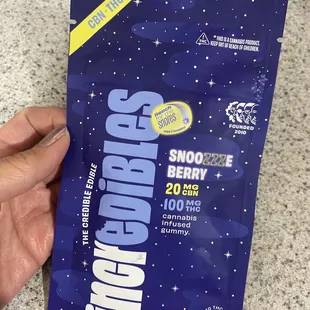 CBN - THC
THIS IS A CANNABIS PRODUCT.
KEEP OUT OF REACH OF CHILDREN.
FOUNDED
2010
THE CREDIBLE EDIBLE
incredibles
SNOOZZZE
BERRY
20 MG
CBN
100 MG
THC
cannabis
infused
gummy.